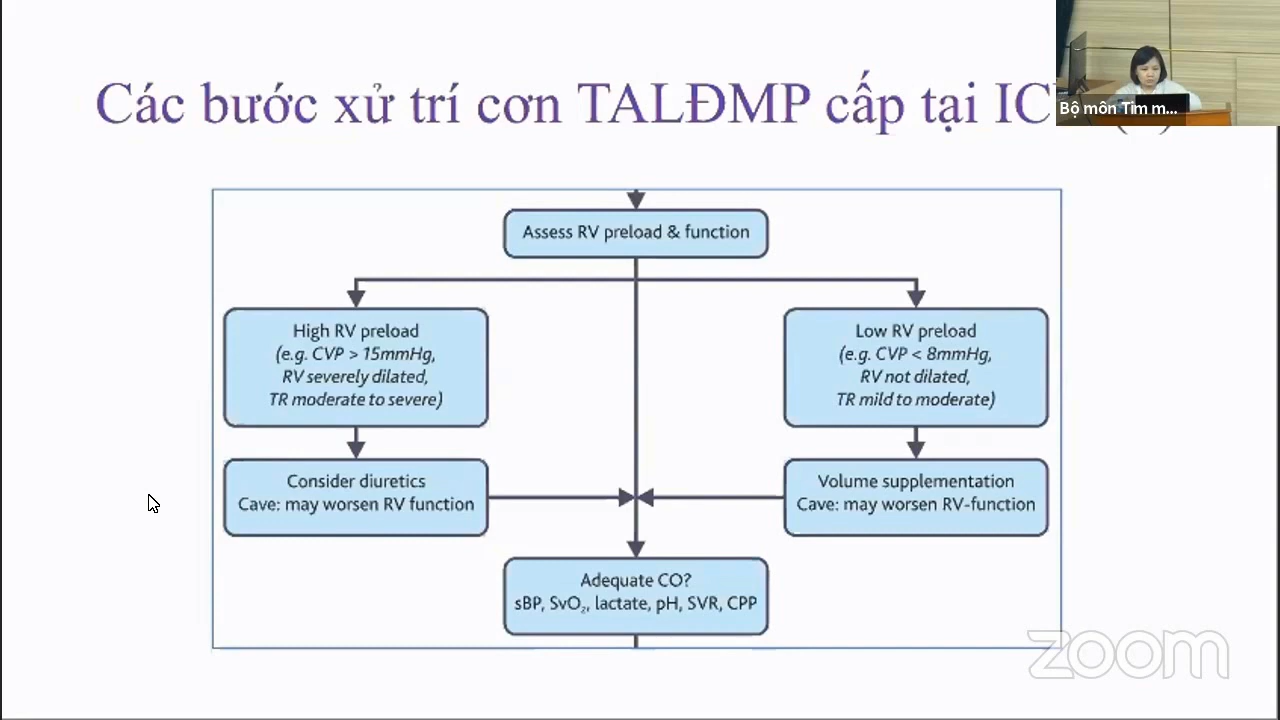 Các bước xử trí cơn TALĐMP cấp tại IC
Bộ môn Tim m...
Assess RV preload & function
High RV preload
(e.g. CVP > 15mmHg,
RV severely dilated,
TR moderate to severe)
Low RV preload
(e.g. CVP < 8mmHg,
RV not dilated,
TR mild to moderate)
Consider diuretics
Cave: may worsen RV function
Volume supplementation
Cave: may worsen RV-function
Adequate CO?
sBP, SvO₂, lactate, pH, SVR, CPP
zoom